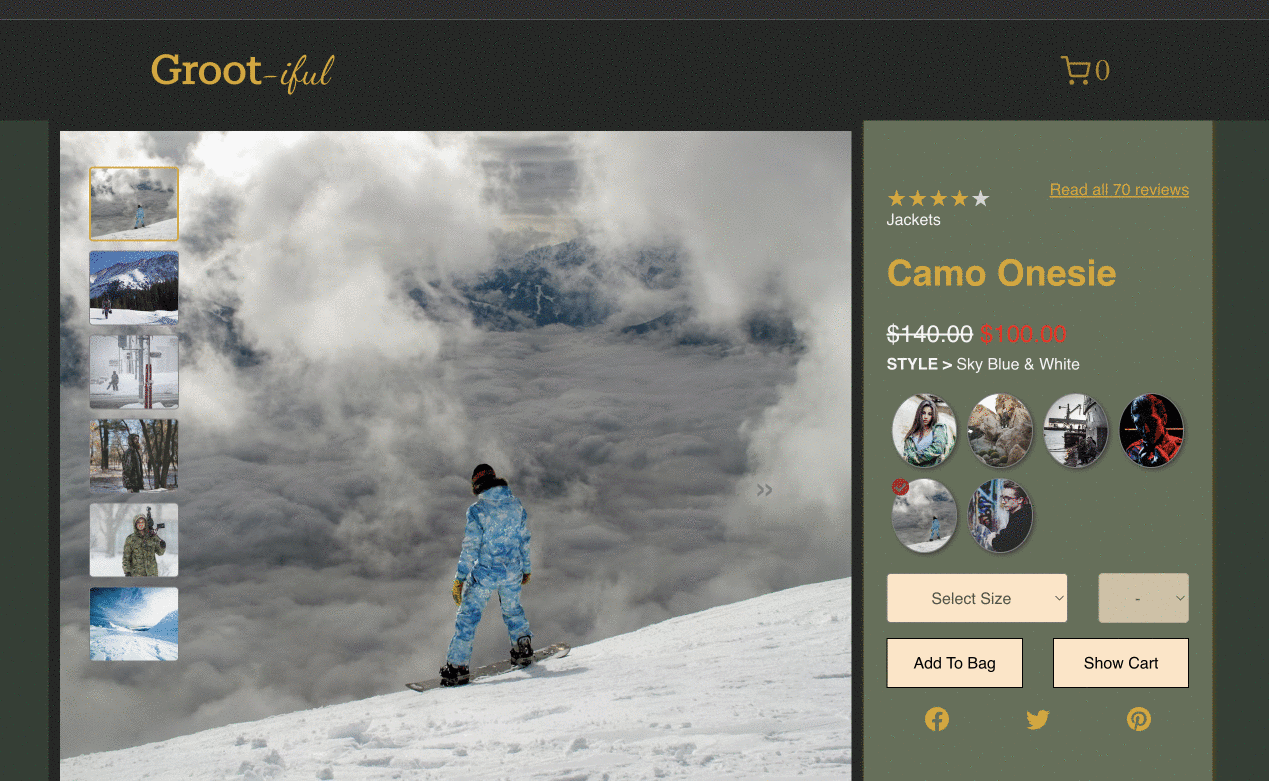 Groot-iful
0
Read all 70 reviews
Jackets
Camo Onesie
$140.00 $100.00
STYLE > Sky Blue & White
»
Select Size
-
Add To Bag
Show Cart